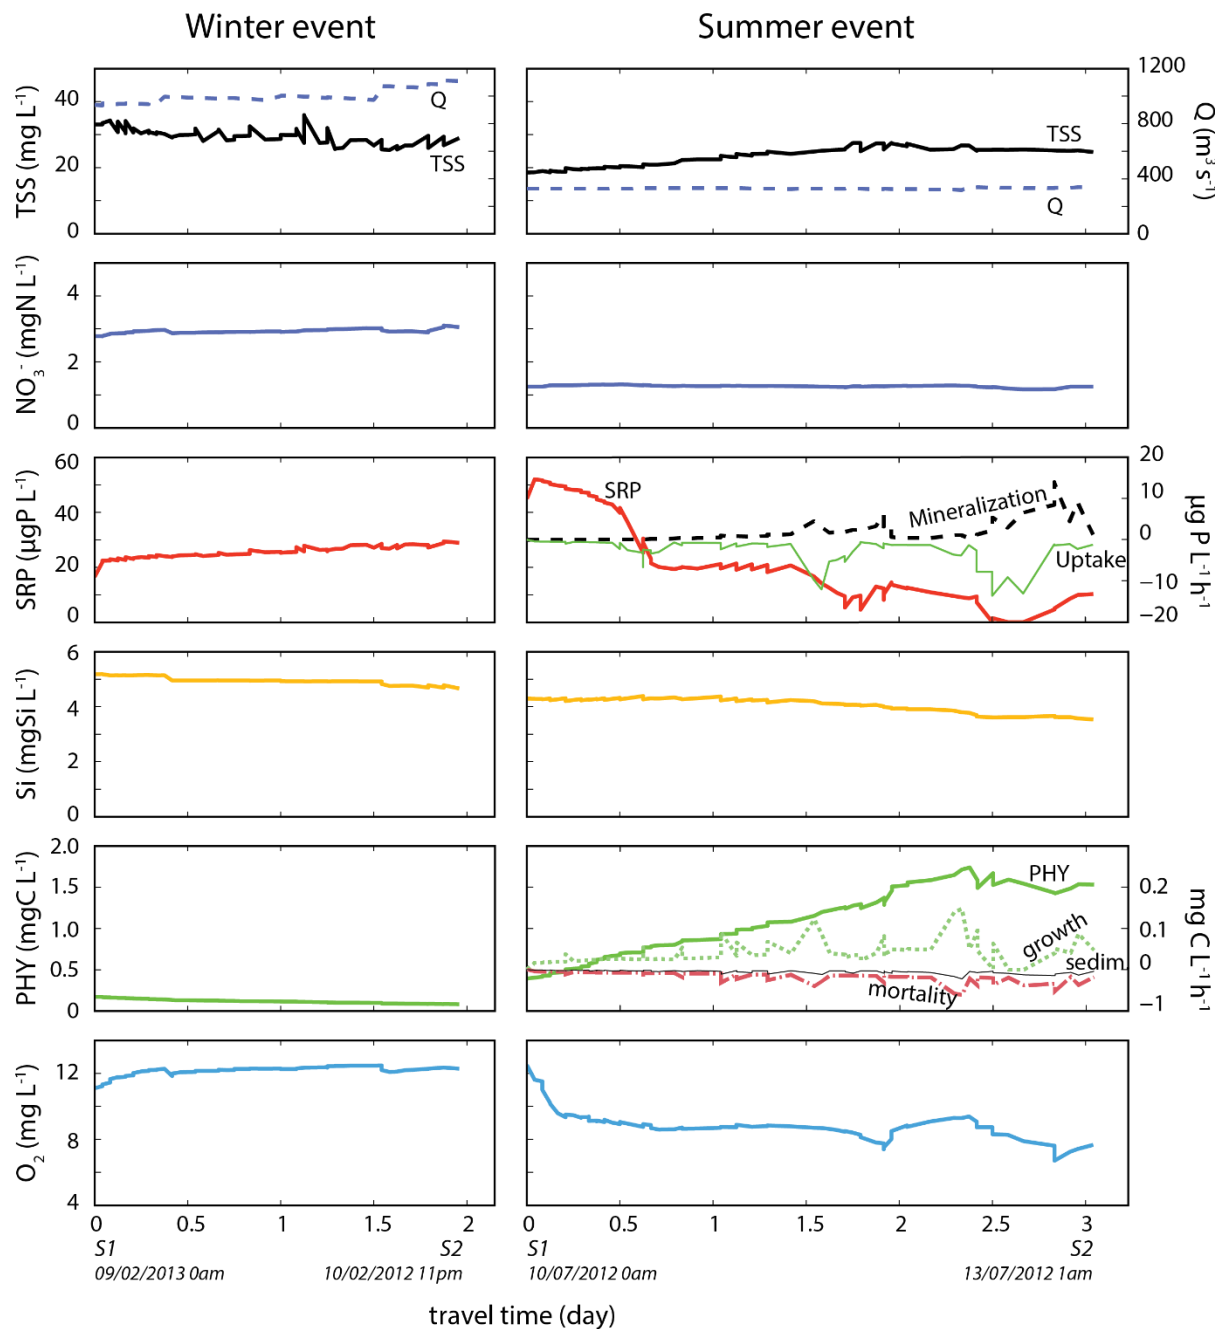 Winter event
Summer event
TSS (mg L⁻¹)
40
20
0
Q
TSS
TSS
Q
1200
800
400
0
Q (m³ s⁻¹)
NO₃⁻ (mgN L⁻¹)
4
2
0
SRP (µgP L⁻¹)
60
40
20
0
SRP
Mineralization
Uptake
20
10
0
−10
−20
µg P L⁻¹ h⁻¹
Si (mgSi L⁻¹)
6
4
2
0
PHY (mgC L⁻¹)
2.0
1.5
1.0
0.5
0
PHY
growth
sedim.
mortality
0.2
0.1
0
−1
mg C L⁻¹ h⁻¹
O₂ (mg L⁻¹)
12
8
4
0 0.5 1 1.5 2
0 0.5 1 1.5 2 2.5 3
S1 S2
S1 S2
09/02/2013 0am 10/02/2012 11pm
10/07/2012 0am 13/07/2012 1am
travel time (day)